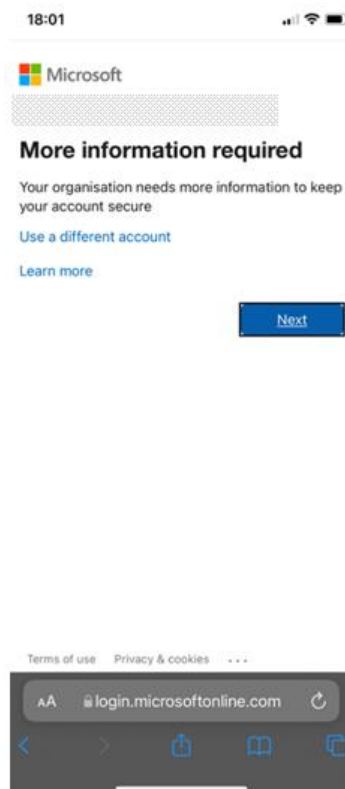 18:01
Microsoft
More information required
Your organisation needs more information to keep
your account secure
Use a different account
Learn more
Next
Terms of use Privacy & cookies ...
AA login.microsoftonline.com